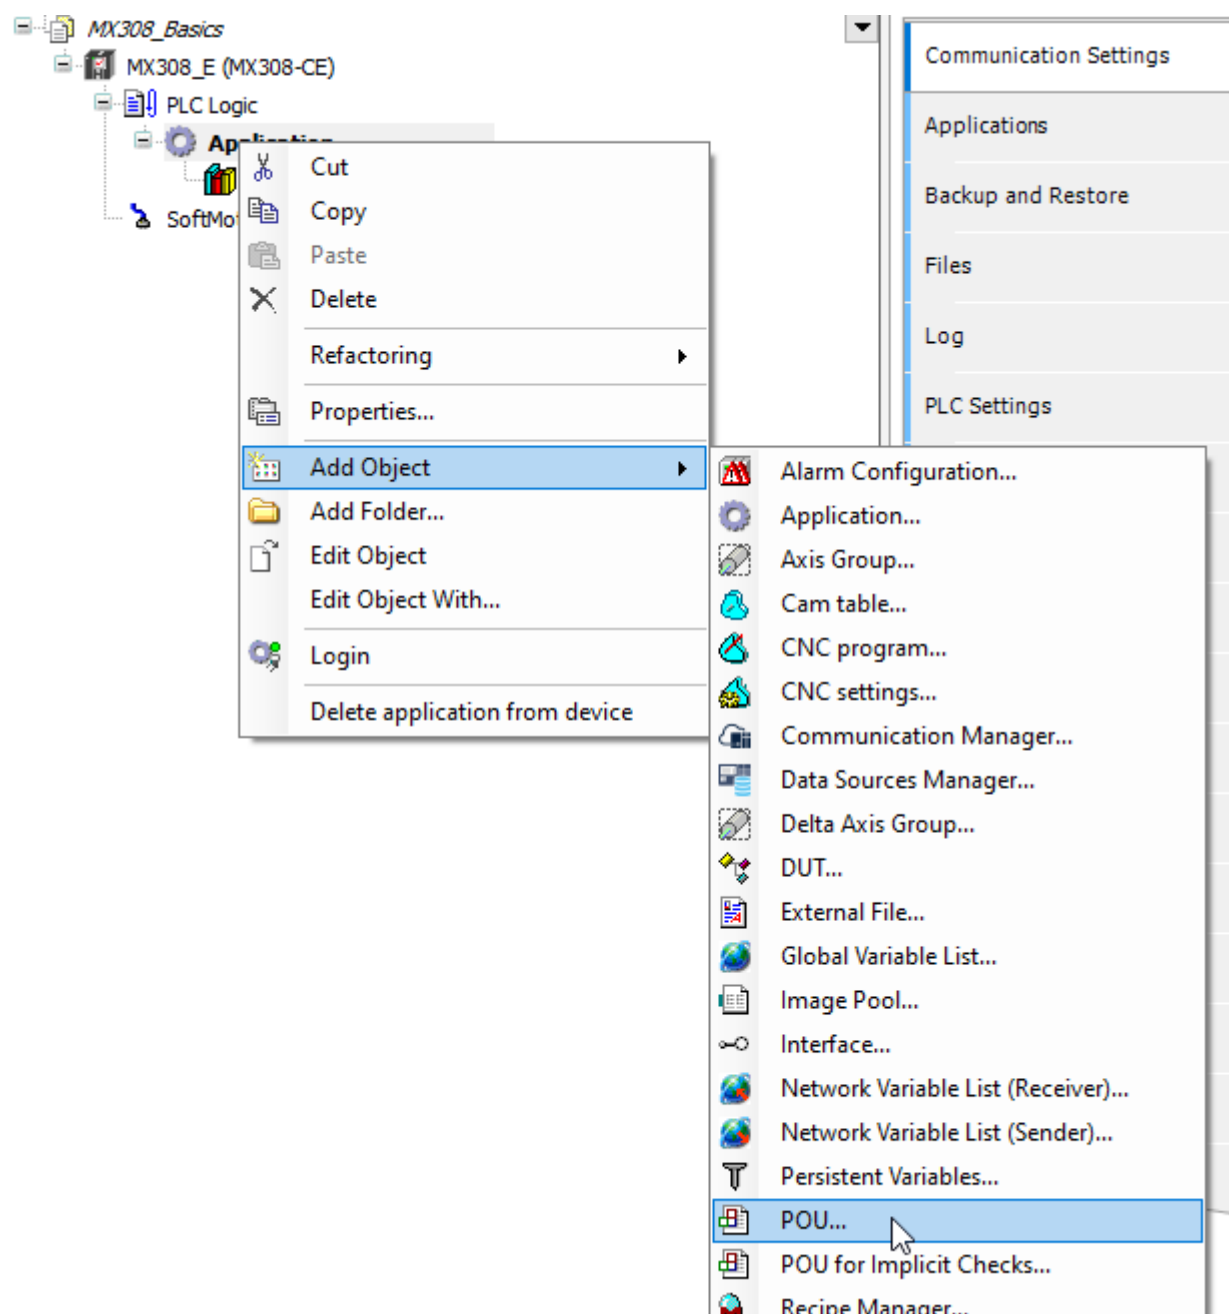 MX308_Basics
MX308_E (MX308-CE)
PLC Logic
Application
SoftMo
Cut
Copy
Paste
Delete
Refactoring
Properties...
Add Object
Add Folder...
Edit Object
Edit Object With...
Login
Delete application from device
Communication Settings
Applications
Backup and Restore
Files
Log
PLC Settings
Alarm Configuration...
Application...
Axis Group...
Cam table...
CNC program...
CNC settings...
Communication Manager...
Data Sources Manager...
Delta Axis Group...
DUT...
External File...
Global Variable List...
Image Pool...
Interface...
Network Variable List (Receiver)...
Network Variable List (Sender)...
Persistent Variables...
POU...
POU for Implicit Checks...
Recipe Manager...